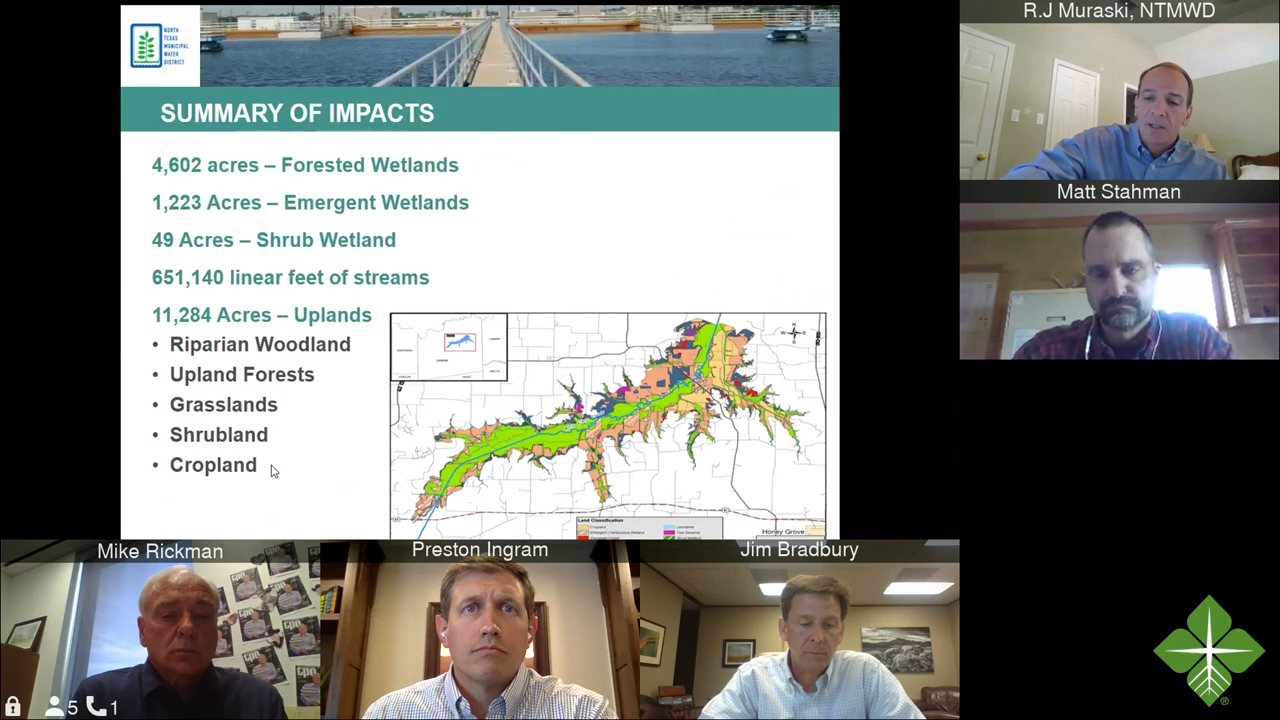 NORTH
TEXAS
MUNICIPAL
WATER
DISTRICT
SUMMARY OF IMPACTS
4,602 acres – Forested Wetlands
1,223 Acres – Emergent Wetlands
49 Acres – Shrub Wetland
651,140 linear feet of streams
11,284 Acres – Uplands
• Riparian Woodland
• Upland Forests
• Grasslands
• Shrubland
• Cropland
Land Classification
Honey Grove
R.J Muraski, NTMWD
Matt Stahman
Mike Rickman
Preston Ingram
Jim Bradbury
5 1